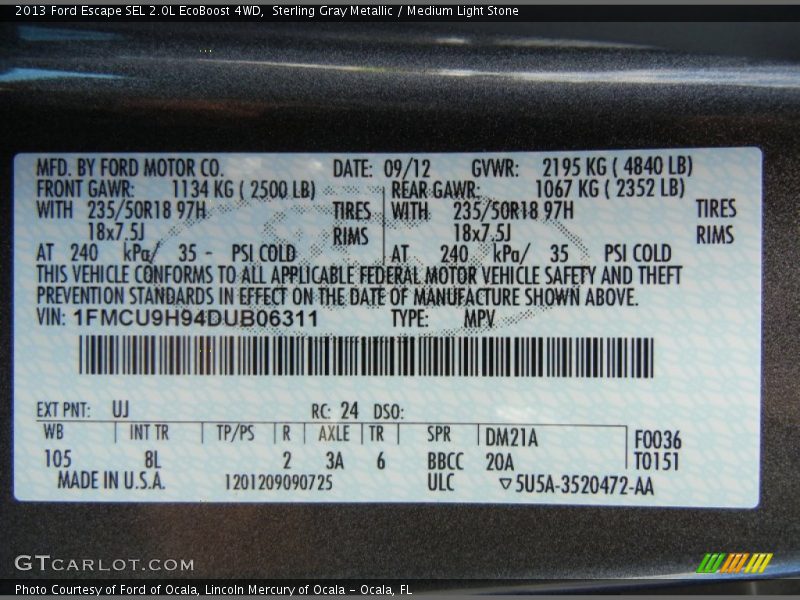 2013 Ford Escape SEL 2.0L EcoBoost 4WD, Sterling Gray Metallic / Medium Light Stone
MFD. BY FORD MOTOR CO. DATE: 09/12 GVWR: 2195 KG ( 4840 LB)
FRONT GAWR: 1134 KG ( 2500 LB) REAR GAWR: 1067 KG ( 2352 LB)
WITH 235/50R18 97H TIRES WITH 235/50R18 97H TIRES
18x7.5J RIMS 18x7.5J RIMS
AT 240 kPa/ 35 - PSI COLD AT 240 kPa/ 35 PSI COLD
THIS VEHICLE CONFORMS TO ALL APPLICABLE FEDERAL MOTOR VEHICLE SAFETY AND THEFT
PREVENTION STANDARDS IN EFFECT ON THE DATE OF MANUFACTURE SHOWN ABOVE.
VIN: 1FMCU9H94DUB06311 TYPE: MPV
EXT PNT: UJ RC: 24 DSO:
WB INT TR TP/PS R AXLE TR SPR DM21A F0036
105 8L 2 3A 6 BBCC 20A T0151
MADE IN U.S.A. 1201209090725 ULC ▽5U5A-3520472-AA
GTCARLOT.COM
Photo Courtesy of Ford of Ocala, Lincoln Mercury of Ocala – Ocala, FL